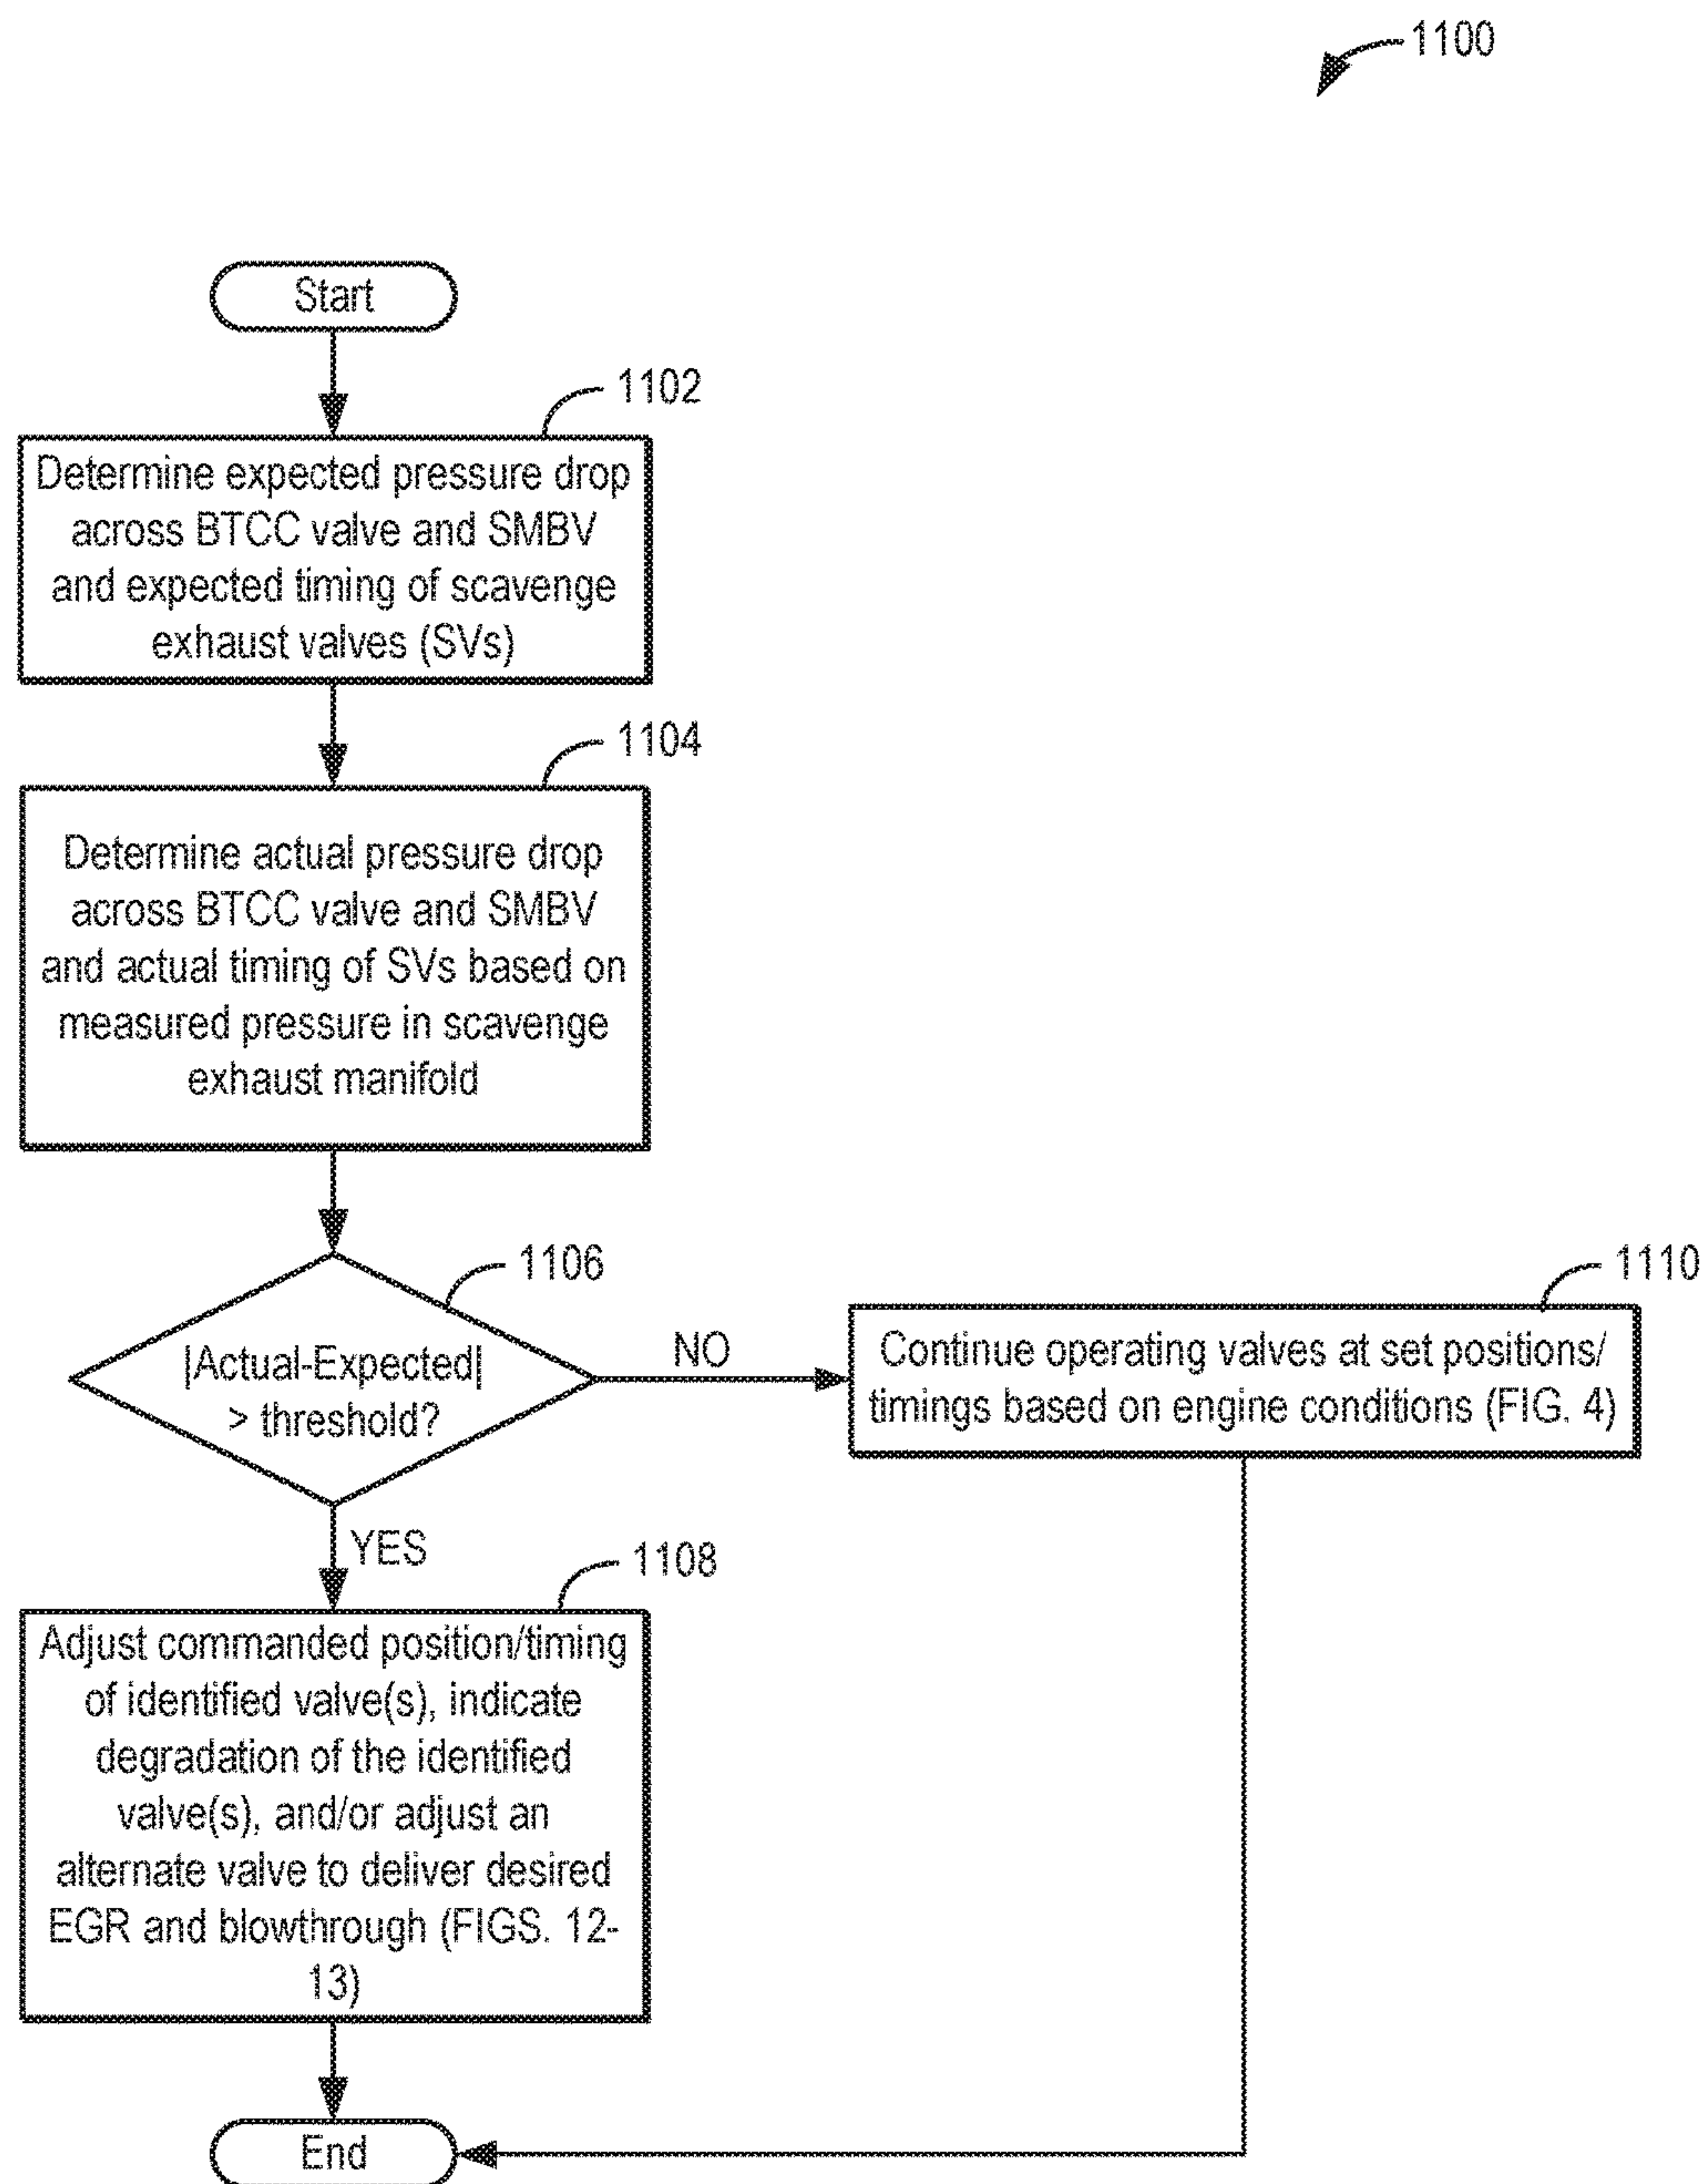 1100
Start
1102
Determine expected pressure drop
across BTCC valve and SMBV
and expected timing of scavenge
exhaust valves (SVs)
1104
Determine actual pressure drop
across BTCC valve and SMBV
and actual timing of SVs based on
measured pressure in scavenge
exhaust manifold
1106
|Actual-Expected|
> threshold?
NO
1110
Continue operating valves at set positions/
timings based on engine conditions (FIG. 4)
YES
1108
Adjust commanded position/timing
of identified valve(s), indicate
degradation of the identified
valve(s), and/or adjust an
alternate valve to deliver desired
EGR and blowthrough (FIGS. 12-
13)
End